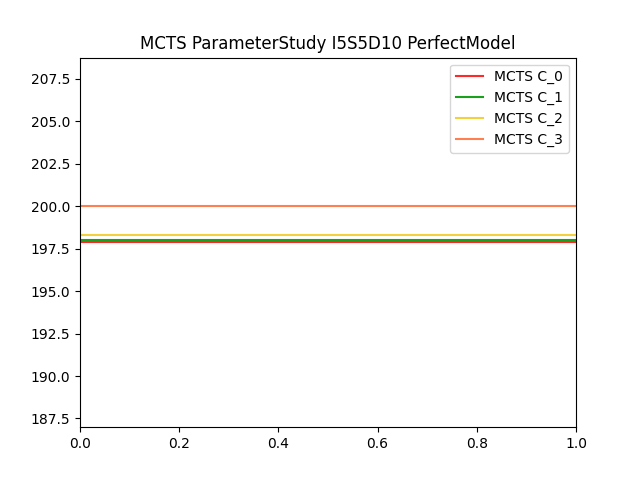 MCTS ParameterStudy I5S5D10 PerfectModel
MCTS C_0
MCTS C_1
MCTS C_2
MCTS C_3
207.5
205.0
202.5
200.0
197.5
195.0
192.5
190.0
187.5
0.0 0.2 0.4 0.6 0.8 1.0